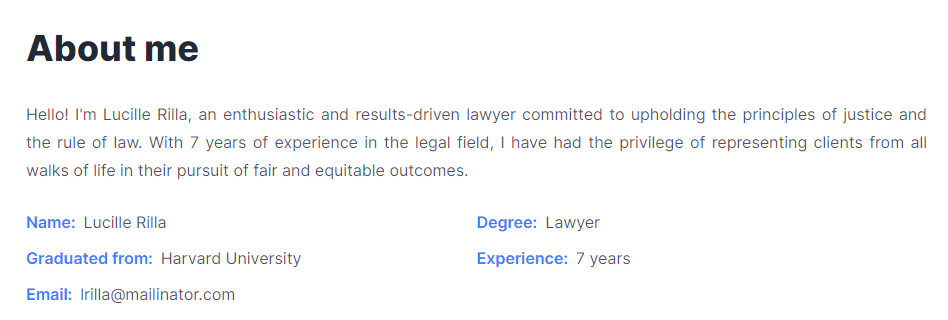 About me
Hello! I'm Lucille Rilla, an enthusiastic and results-driven lawyer committed to upholding the principles of justice and
the rule of law. With 7 years of experience in the legal field, I have had the privilege of representing clients from all
walks of life in their pursuit of fair and equitable outcomes.
Name: Lucille Rilla
Degree: Lawyer
Graduated from: Harvard University
Experience: 7 years
Email: lrilla@mailinator.com